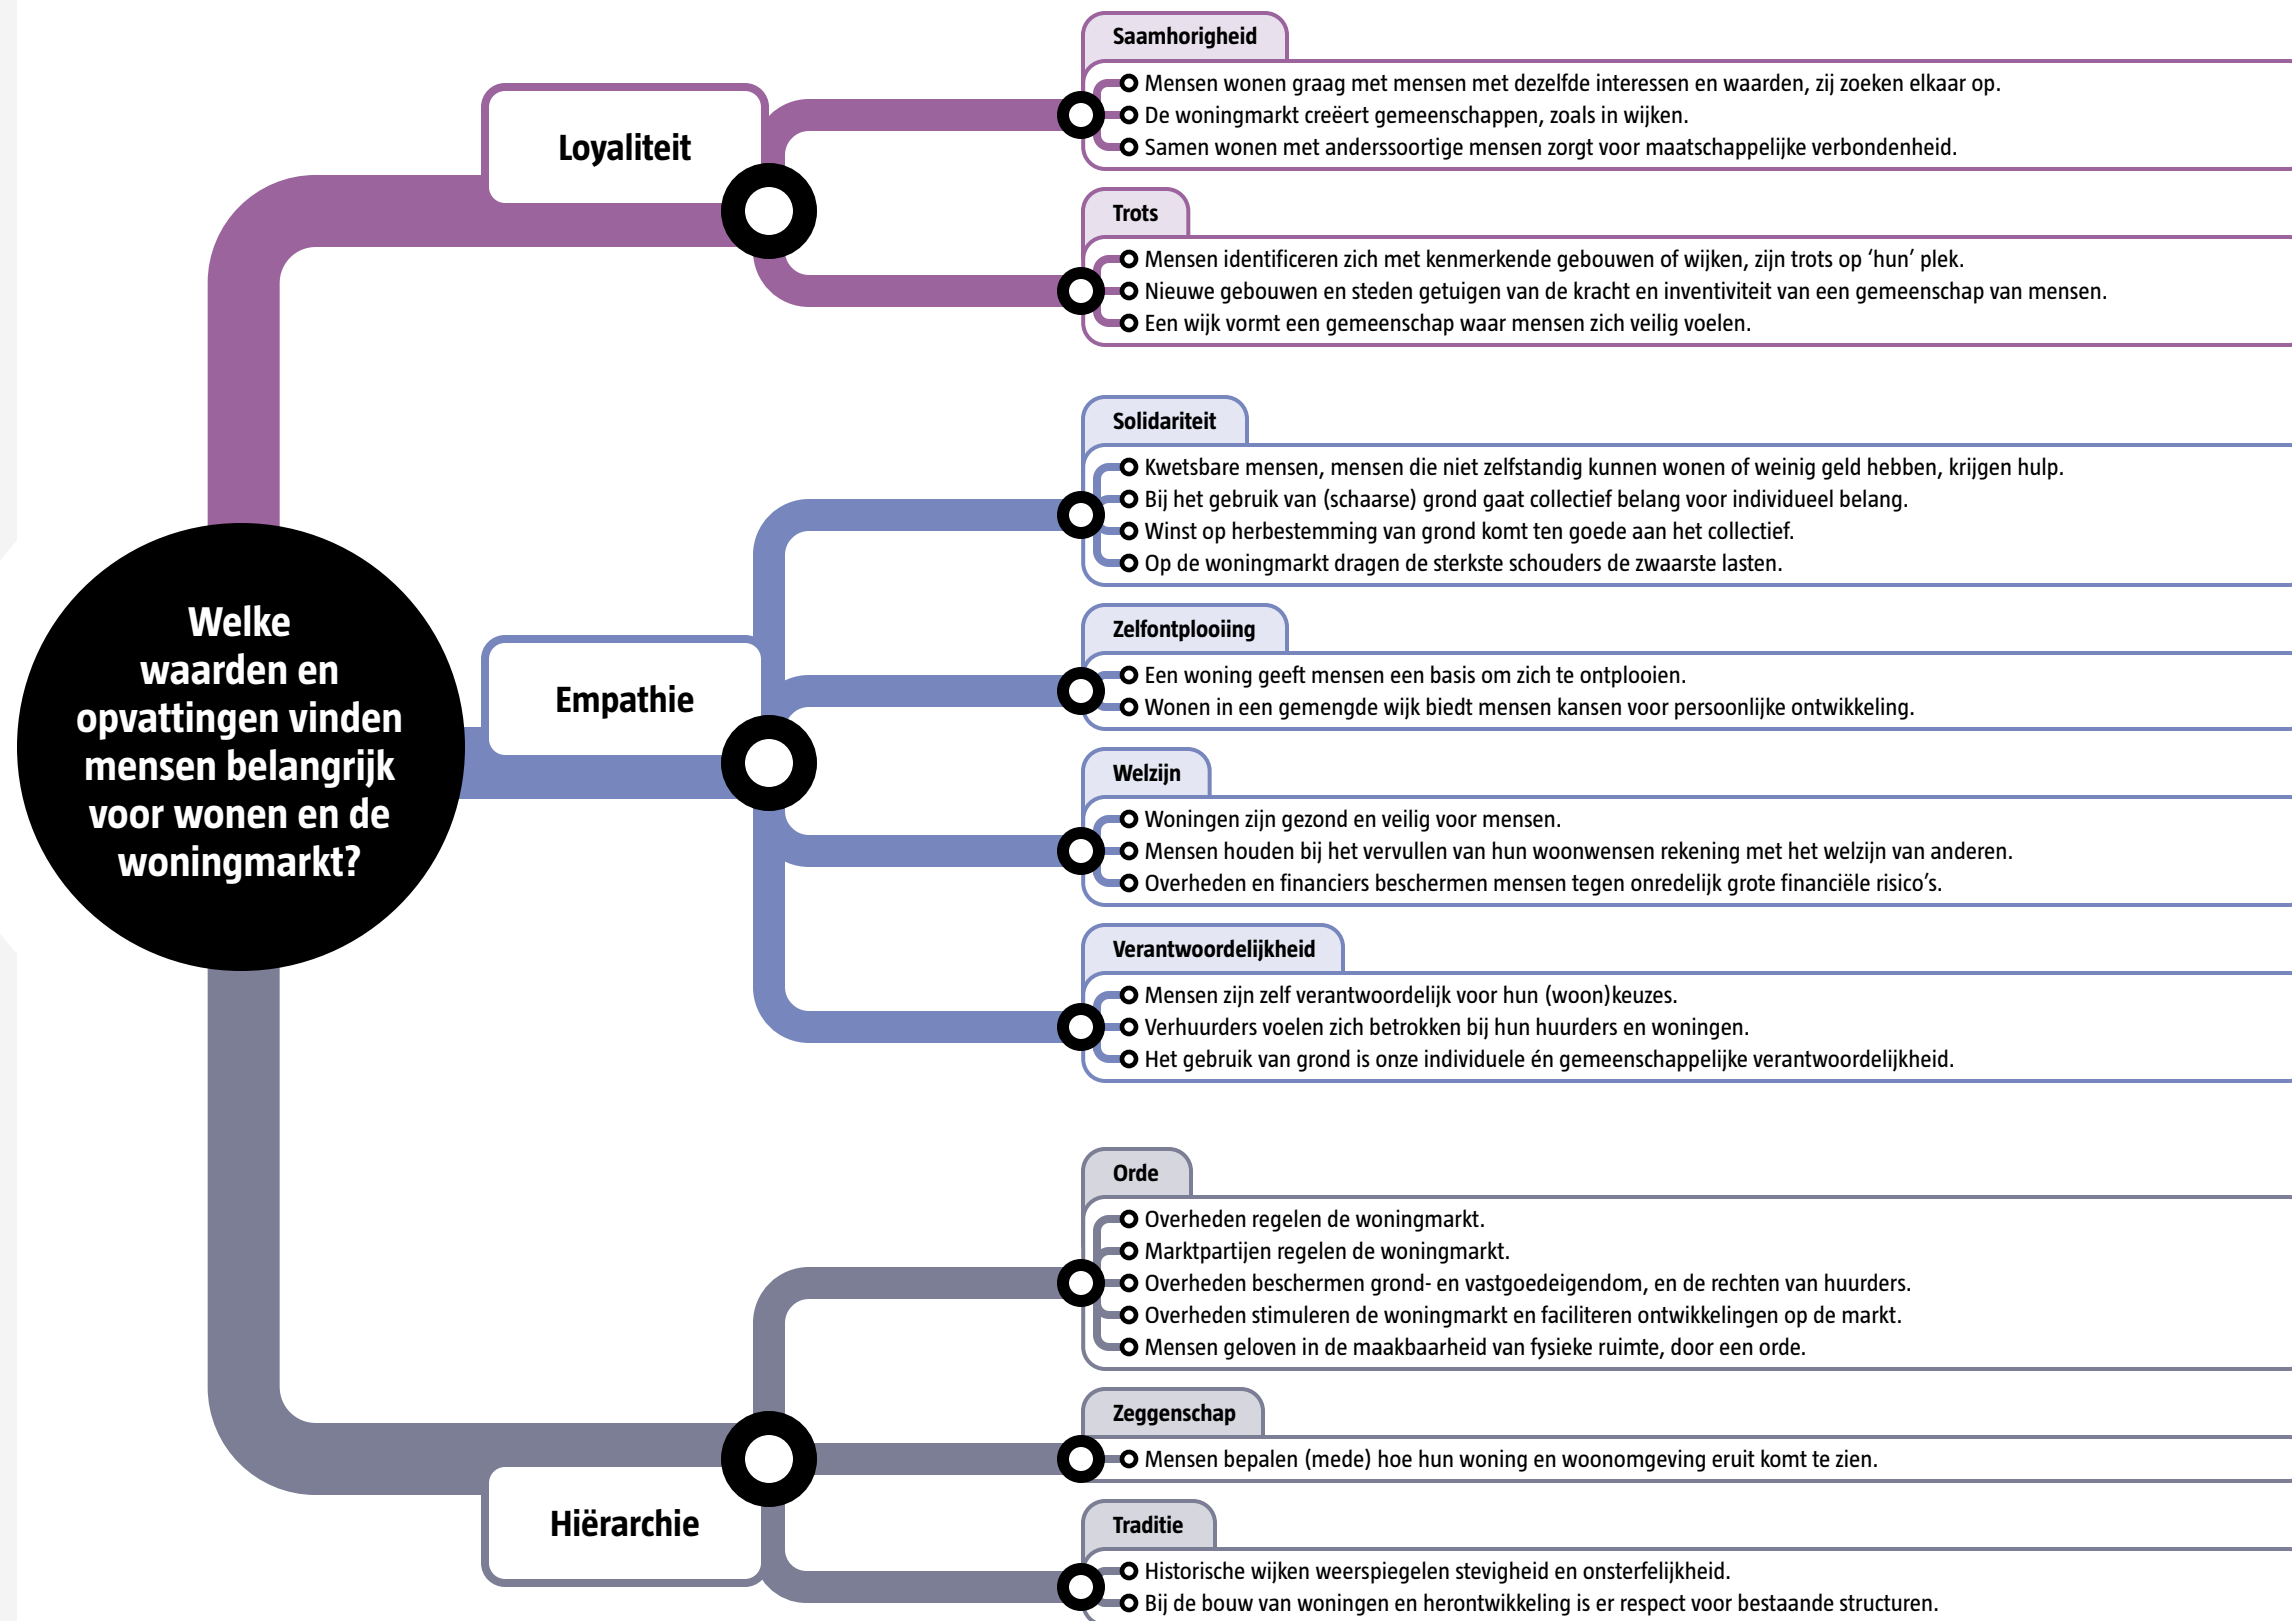 Welke
waarden en
opvattingen vinden
mensen belangrijk
voor wonen en de
woningmarkt?
Loyaliteit
Saamhorigheid
Mensen wonen graag met mensen met dezelfde interessen en waarden, zij zoeken elkaar op.
De woningmarkt creëert gemeenschappen, zoals in wijken.
Samen wonen met anderssoortige mensen zorgt voor maatschappelijke verbondenheid.
Trots
Mensen identificeren zich met kenmerkende gebouwen of wijken, zijn trots op ‘hun’ plek.
Nieuwe gebouwen en steden getuigen van de kracht en inventiviteit van een gemeenschap van mensen.
Een wijk vormt een gemeenschap waar mensen zich veilig voelen.
Empathie
Solidariteit
Kwetsbare mensen, mensen die niet zelfstandig kunnen wonen of weinig geld hebben, krijgen hulp.
Bij het gebruik van (schaarse) grond gaat collectief belang voor individueel belang.
Winst op herbestemming van grond komt ten goede aan het collectief.
Op de woningmarkt dragen de sterkste schouders de zwaarste lasten.
Zelfontplooiing
Een woning geeft mensen een basis om zich te ontplooien.
Wonen in een gemengde wijk biedt mensen kansen voor persoonlijke ontwikkeling.
Welzijn
Woningen zijn gezond en veilig voor mensen.
Mensen houden bij het vervullen van hun woonwensen rekening met het welzijn van anderen.
Overheden en financiers beschermen mensen tegen onredelijk grote financiële risico’s.
Verantwoordelijkheid
Mensen zijn zelf verantwoordelijk voor hun (woon)keuzes.
Verhuurders voelen zich betrokken bij hun huurders en woningen.
Het gebruik van grond is onze individuele én gemeenschappelijke verantwoordelijkheid.
Hiërarchie
Orde
Overheden regelen de woningmarkt.
Marktpartijen regelen de woningmarkt.
Overheden beschermen grond- en vastgoedeigendom, en de rechten van huurders.
Overheden stimuleren de woningmarkt en faciliteren ontwikkelingen op de markt.
Mensen geloven in de maakbaarheid van fysieke ruimte, door een orde.
Zeggenschap
Mensen bepalen (mede) hoe hun woning en woonomgeving eruit komt te zien.
Traditie
Historische wijken weerspiegelen stevigheid en onsterfelijkheid.
Bij de bouw van woningen en herontwikkeling is er respect voor bestaande structuren.